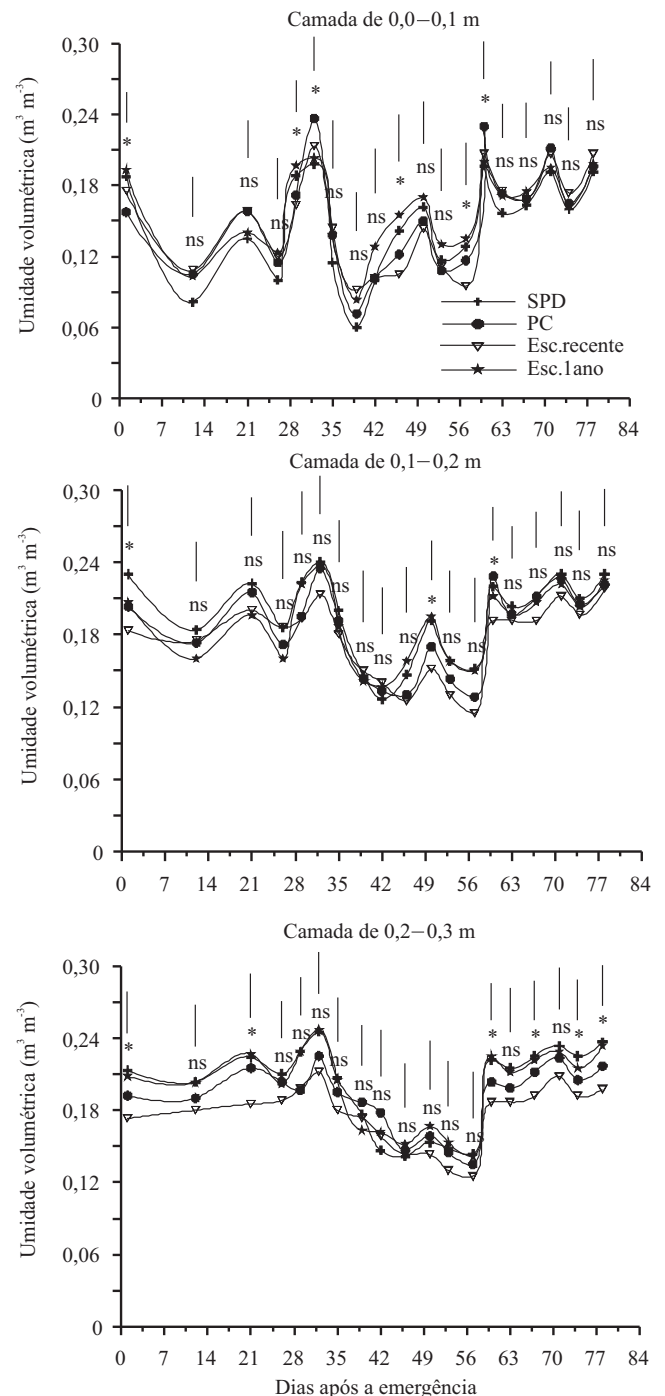 Camada de 0,0–0,1 m
Umidade volumétrica (m³ m⁻³)
0,30
0,24
0,18
0,12
0,06
0
* ns ns ns * * ns ns ns * ns ns * * ns ns ns ns ns
SPD
PC
Esc.recente
Esc.1ano
0 7 14 21 28 35 42 49 56 63 70 77 84
Camada de 0,1–0,2 m
Umidade volumétrica (m³ m⁻³)
0,30
0,24
0,18
0,12
0,06
0
* ns ns ns ns ns ns ns ns ns * ns ns * ns ns ns ns ns
0 7 14 21 28 35 42 49 56 63 70 77 84
Camada de 0,2–0,3 m
Umidade volumétrica (m³ m⁻³)
0,30
0,24
0,18
0,12
0,06
0
* ns * ns ns ns ns ns ns ns ns ns ns * ns * ns * *
0 7 14 21 28 35 42 49 56 63 70 77 84
Dias após a emergência